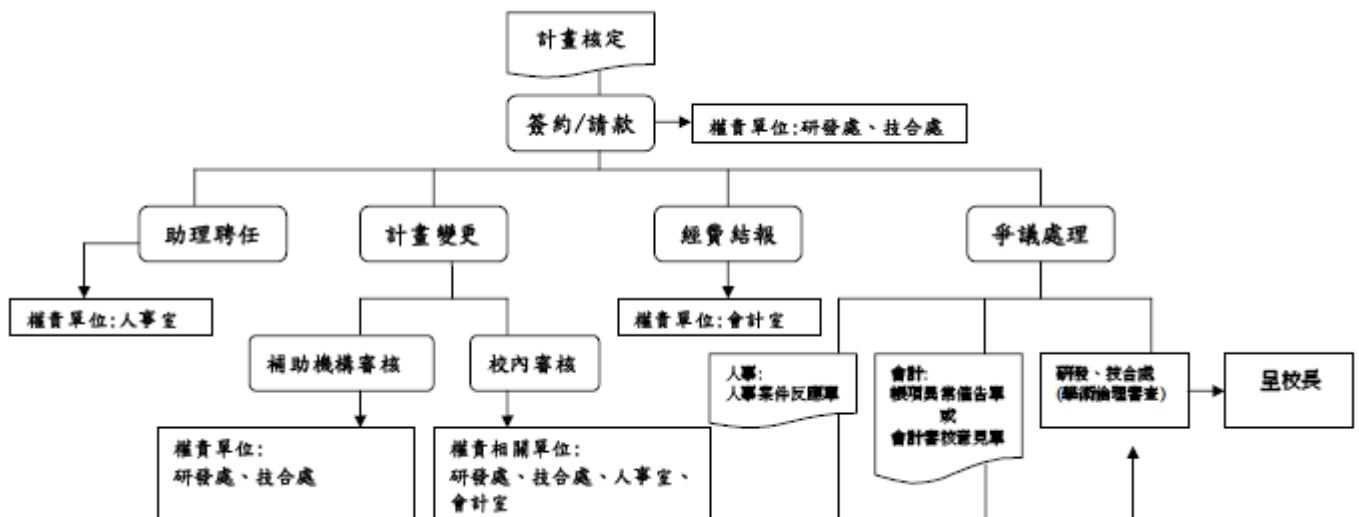 計畫核定
簽約/請款
權責單位:研發處、技合處
助理聘任
計畫變更
經費結報
爭議處理
權責單位:人事室
權責單位:會計室
補助機構審核
校內審核
人事:
人事案件反應單
會計:
帳項異常催告單
或
會計審核意見單
研發、技合處
(學術倫理審查)
呈校長
權責單位:
研發處、技合處
權責相關單位:
研發處、技合處、人事室、
會計室